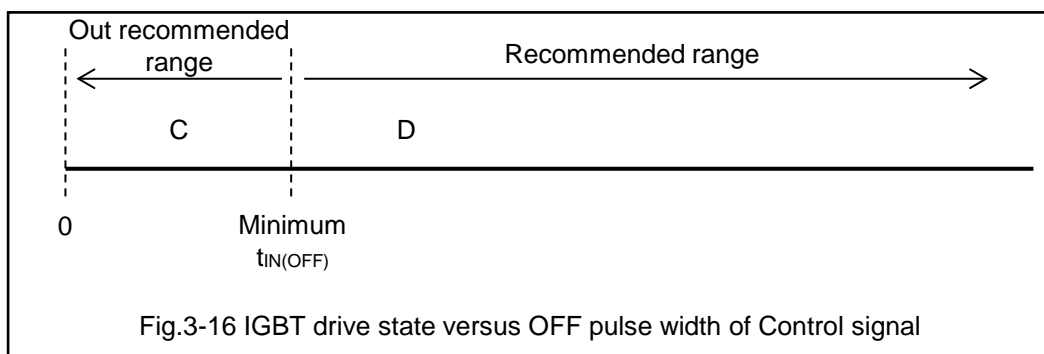 Out recommended
range
Recommended range
C
D
0
Minimum
tIN(OFF)
Fig.3-16 IGBT drive state versus OFF pulse width of Control signal